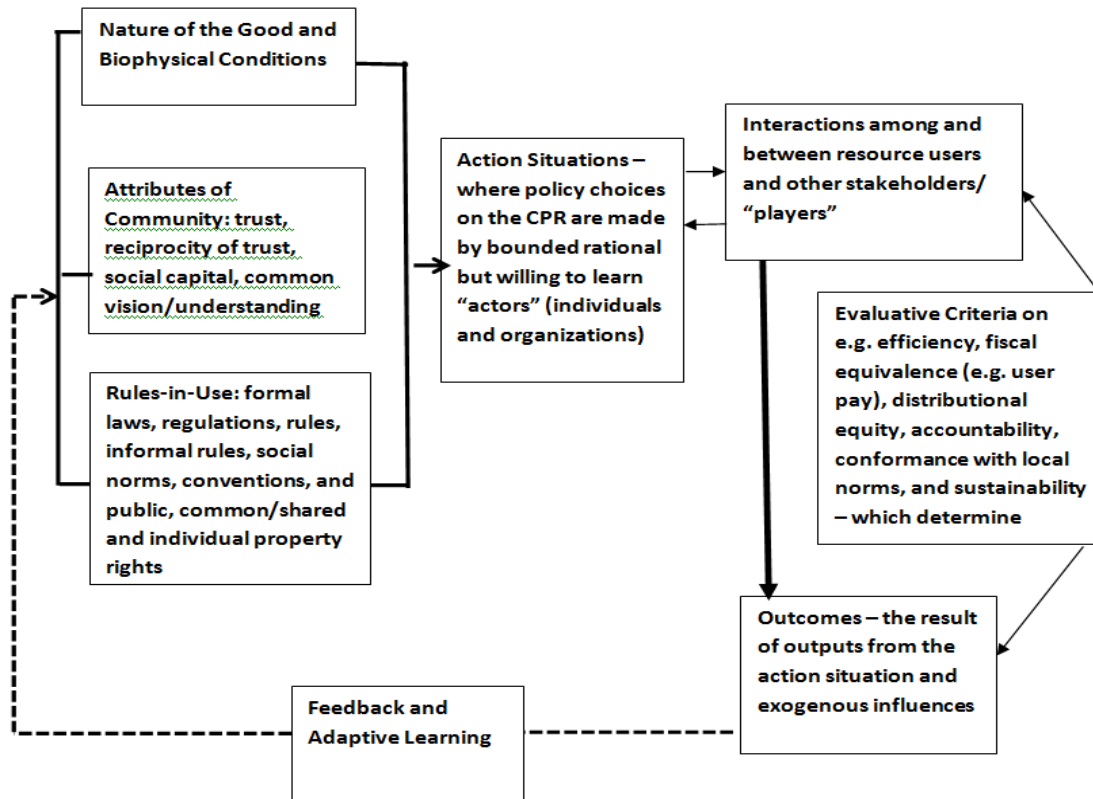 Nature of the Good and
Biophysical Conditions
Attributes of
Community: trust,
reciprocity of trust,
social capital, common
vision/understanding
Rules-in-Use: formal
laws, regulations, rules,
informal rules, social
norms, conventions, and
public, common/shared
and individual property
rights
Action Situations –
where policy choices
on the CPR are made
by bounded rational
but willing to learn
“actors” (individuals
and organizations)
Interactions among and
between resource users
and other stakeholders/
“players”
Evaluative Criteria on
e.g. efficiency, fiscal
equivalence (e.g. user
pay), distributional
equity, accountability,
conformance with local
norms, and sustainability
– which determine
Outcomes – the result
of outputs from the
action situation and
exogenous influences
Feedback and
Adaptive Learning